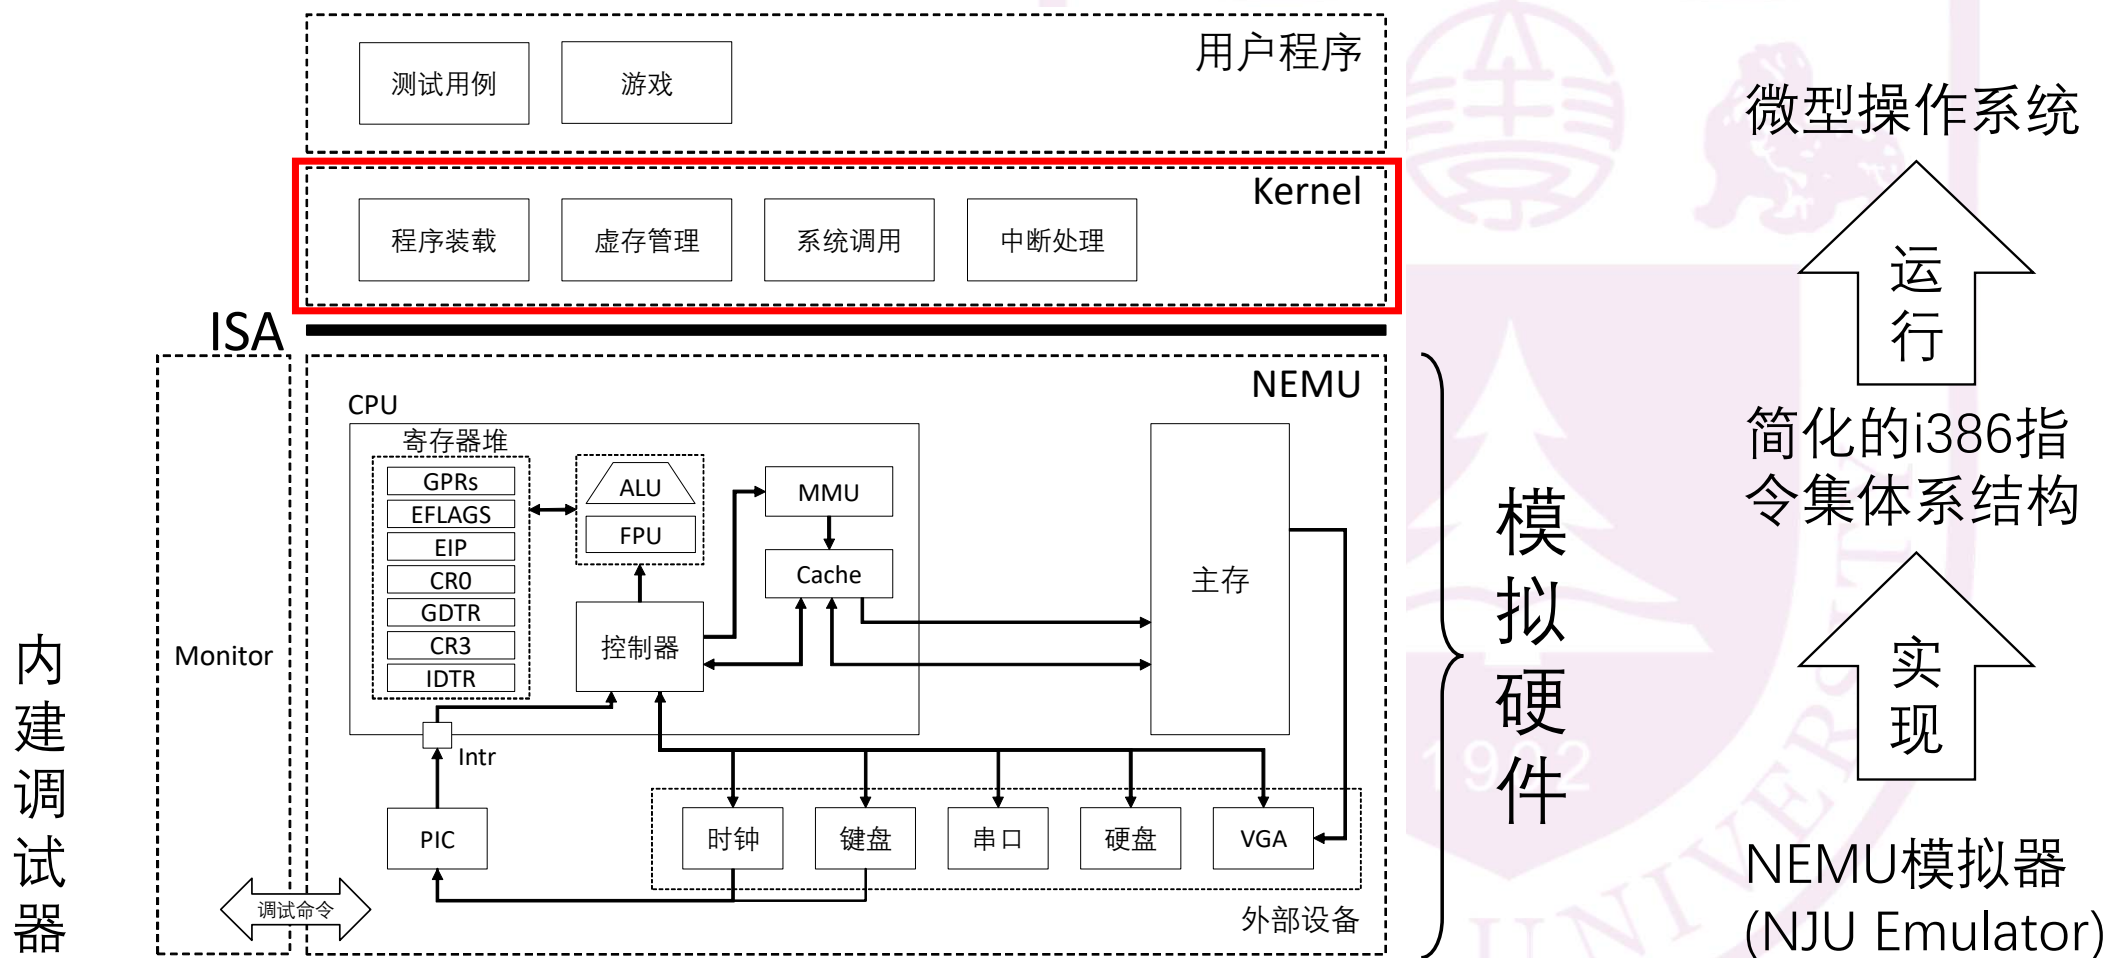 用户程序
测试用例
游戏
Kernel
程序装载
虚存管理
系统调用
中断处理
ISA
NEMU
CPU
寄存器堆
GPRs
EFLAGS
EIP
CR0
GDTR
CR3
IDTR
ALU
FPU
MMU
Cache
控制器
主存
Intr
PIC
时钟
键盘
串口
硬盘
VGA
外部设备
Monitor
调试命令
内建调试器
模拟硬件
微型操作系统
运行
简化的i386指
令集体系结构
实现
NEMU模拟器
(NJU Emulator)
1902
UNIVERSITY